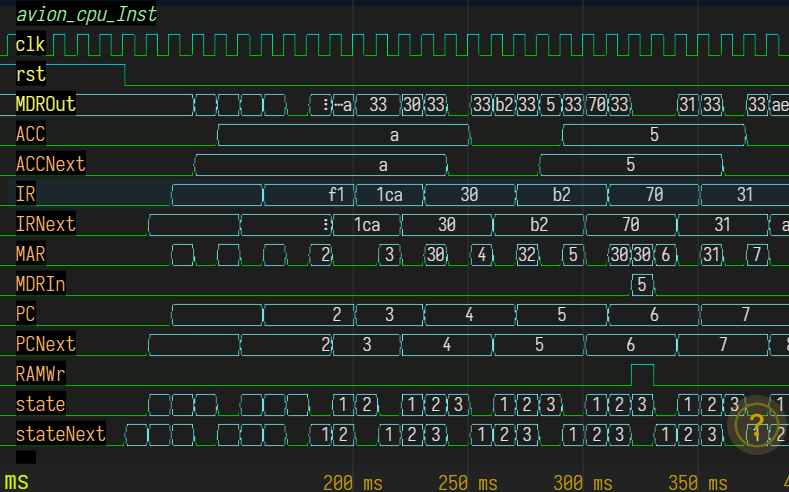 avion_cpu_Inst
clk
rst
MDROut ⋯a 33 30 33 33 b2 33 5 33 70 33 31 33 33 ae
ACC a 5
ACCNext a 5
IR f1 1ca 30 b2 70 31
IRNext 1ca 30 b2 70 31 a
MAR 2 3 30 4 32 5 30 30 6 31 7
MDRIn 5
PC 2 3 4 5 6 7
PCNext 2 3 4 5 6 7 8
RAMWr
state 1 2 1 2 3 1 2 3 1 2 3 1 2 3 1
stateNext 1 2 1 2 3 1 2 3 1 2 3 1 2 3 1 2
?
ms 200 ms 250 ms 300 ms 350 ms 4